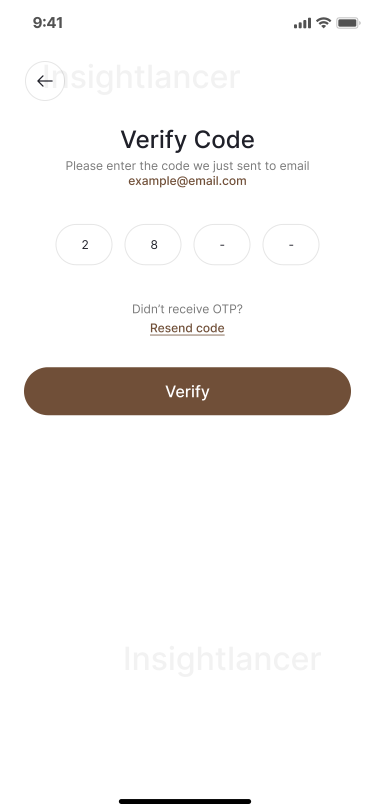 9:41
Insightlancer
Verify Code
Please enter the code we just sent to email
example@email.com
2 8 - -
Didn't receive OTP?
Resend code
Verify
Insightlancer